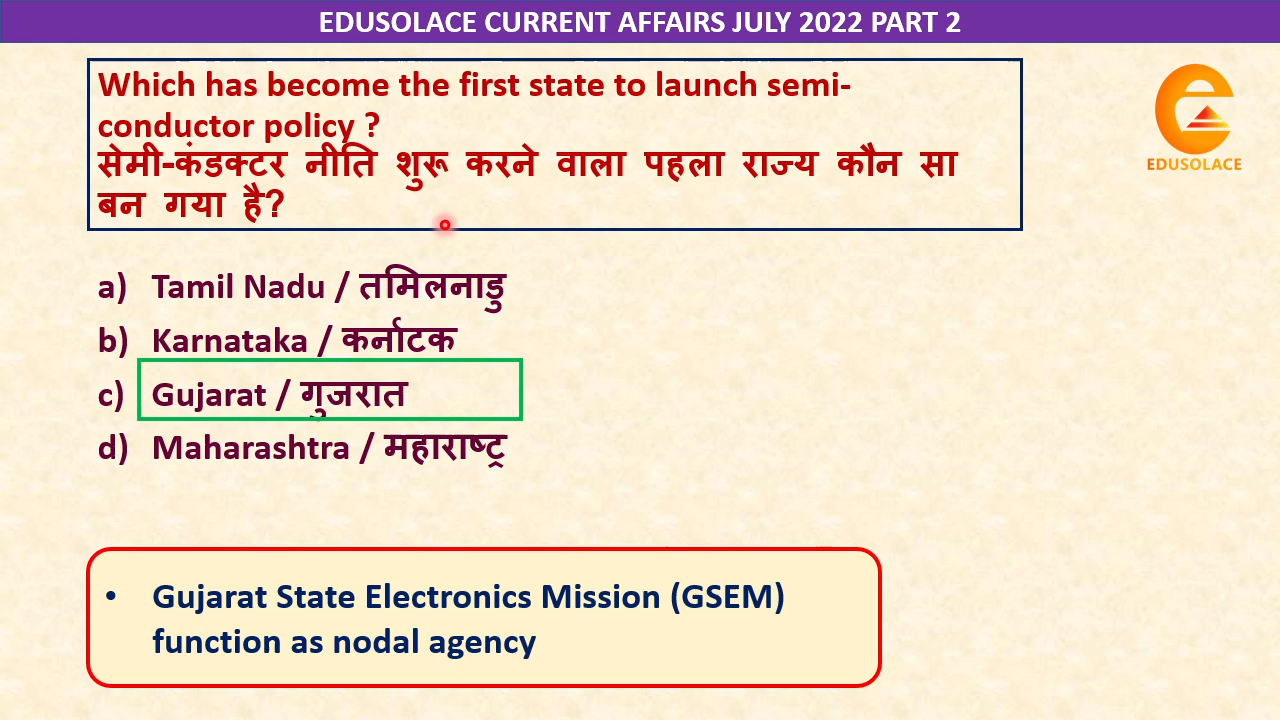 EDUSOLACE CURRENT AFFAIRS JULY 2022 PART 2
Which has become the first state to launch semi-
conductor policy ?
सेमी-कंडक्टर नीति शुरू करने वाला पहला राज्य कौन सा
बन गया है?
EDUSOLACE
a) Tamil Nadu / तमिलनाडु
b) Karnataka / कर्नाटक
c) Gujarat / गुजरात
d) Maharashtra / महाराष्ट्र
• Gujarat State Electronics Mission (GSEM)
function as nodal agency